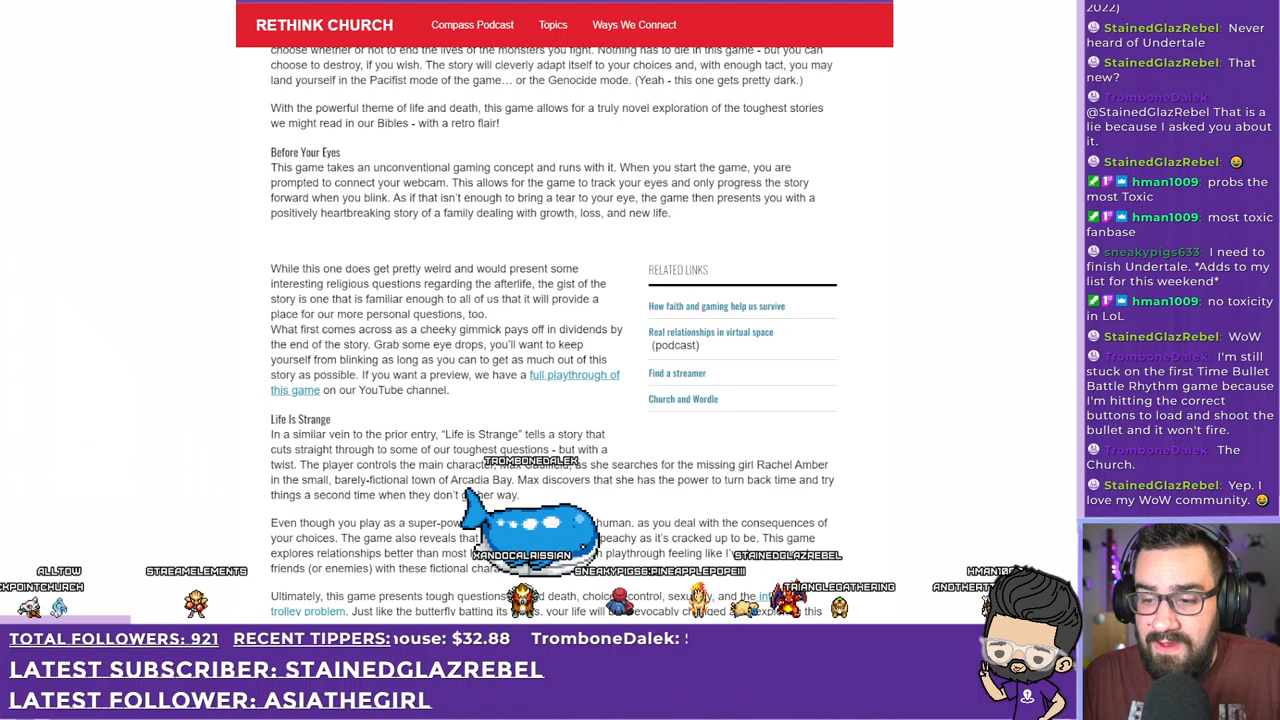 RETHINK CHURCH
Compass Podcast
Topics
Ways We Connect
choose whether or not to end the lives of the monsters you fight. Nothing has to die in this game - but you can
choose to destroy, if you wish. The story will cleverly adapt itself to your choices and, with enough tact, you may
land yourself in the Pacifist mode of the game… or the Genocide mode. (Yeah - this one gets pretty dark.)
With the powerful theme of life and death, this game allows for a truly novel exploration of the toughest stories
we might read in our Bibles - with a retro flair!
Before Your Eyes
This game takes an unconventional gaming concept and runs with it. When you start the game, you are
prompted to connect your webcam. This allows for the game to track your eyes and only progress the story
forward when you blink. As if that isn't enough to bring a tear to your eye, the game then presents you with a
positively heartbreaking story of a family dealing with growth, loss, and new life.
While this one does get pretty weird and would present some
interesting religious questions regarding the afterlife, the gist of the
story is one that is familiar enough to all of us that it will provide a
place for our more personal questions, too.
What first comes across as a cheeky gimmick pays off in dividends by
the end of the story. Grab some eye drops, you'll want to keep
yourself from blinking as long as you can to get as much out of this
story as possible. If you want a preview, we have a full playthrough of
this game on our YouTube channel.
RELATED LINKS
How faith and gaming help us survive
Real relationships in virtual space
(podcast)
Find a streamer
Church and Wordle
Life Is Strange
In a similar vein to the prior entry, “Life is Strange” tells a story that
cuts straight through to some of our toughest questions - but with a
twist. The player controls the main character, Max Caulfield, as she searches for the missing girl Rachel Amber
in the small, barely-fictional town of Arcadia Bay. Max discovers that she has the power to turn back time and try
things a second time when they don't go her way.
Even though you play as a super-pow human. as you deal with the consequences of
your choices. The game also reveals that peachy as it's cracked up to be. This game
explores relationships better than most playthrough feeling like I'v
friends (or enemies) with these fictional chara
Ultimately, this game presents tough questions death, choice control, sexu and the
trolley problem. Just like the butterfly batting its your life will
TROMBONEDALEK
XANDOCALRISSIAN
STAINEDGLAZREBEL
ALLTOW
STREAMELEMENTS
SNEAKYPIGS
PINEAPPLEPOPEIII
CKPOINTCHURCH
TRIANGLEGATHERING
TOTAL FOLLOWERS: 921
RECENT TIPPERS: house: $32.88 TromboneDalek:
LATEST SUBSCRIBER: STAINEDGLAZREBEL
LATEST FOLLOWER: ASIATHEGIRL
2022)
StainedGlazRebel: Never
heard of Undertale
StainedGlazRebel: That
new?
TromboneDalek:
@StainedGlazRebel That is a
lie because I asked you about
it.
StainedGlazRebel: 😅
hman1009: probs the
most Toxic
hman1009: most toxic
fanbase
sneakypigs633: I need to
finish Undertale. *Adds to my
list for this weekend*
hman1009: no toxicity
in LoL
StainedGlazRebel: WoW
TromboneDalek: I'm still
stuck on the first Time Bullet
Battle Rhythm game because
I'm hitting the correct
buttons to load and shoot the
bullet and it won't fire.
TromboneDalek: The
Church.
StainedGlazRebel: Yep. I
love my WoW community. 😅